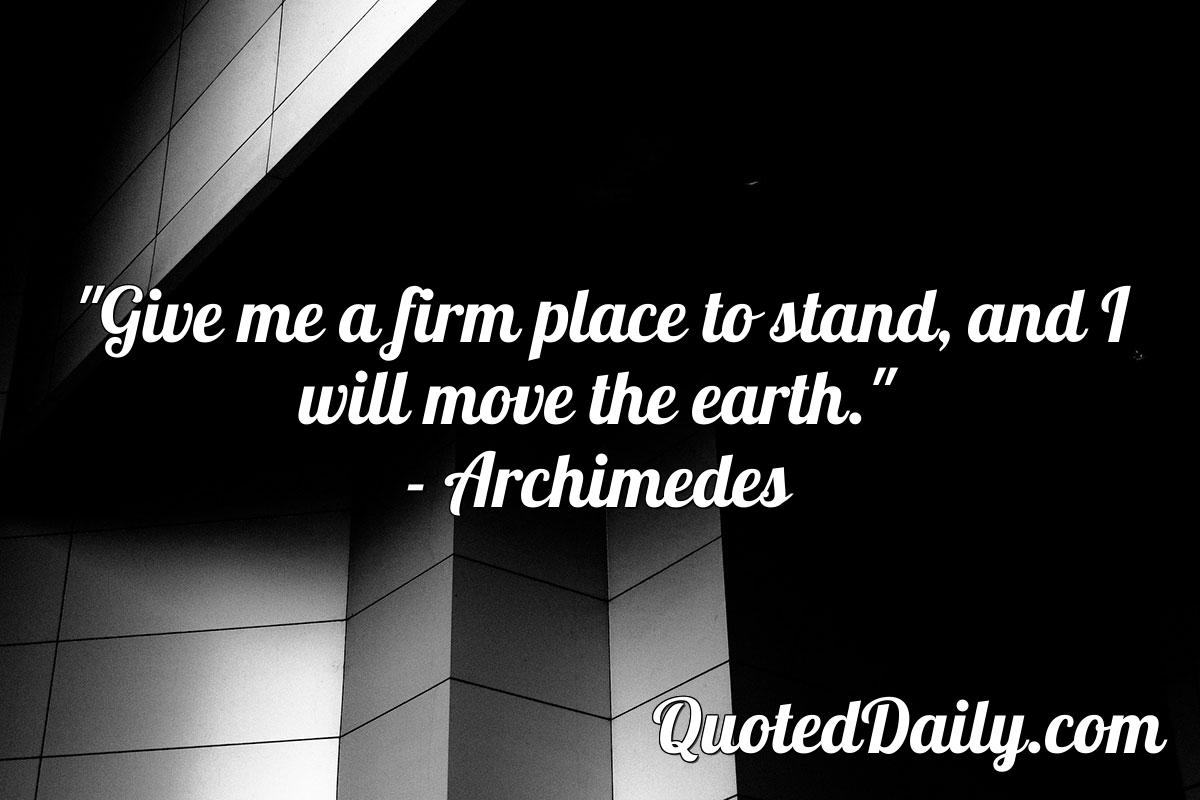 "Give me a firm place to stand, and I
will move the earth."
- Archimedes
QuotedDaily.com